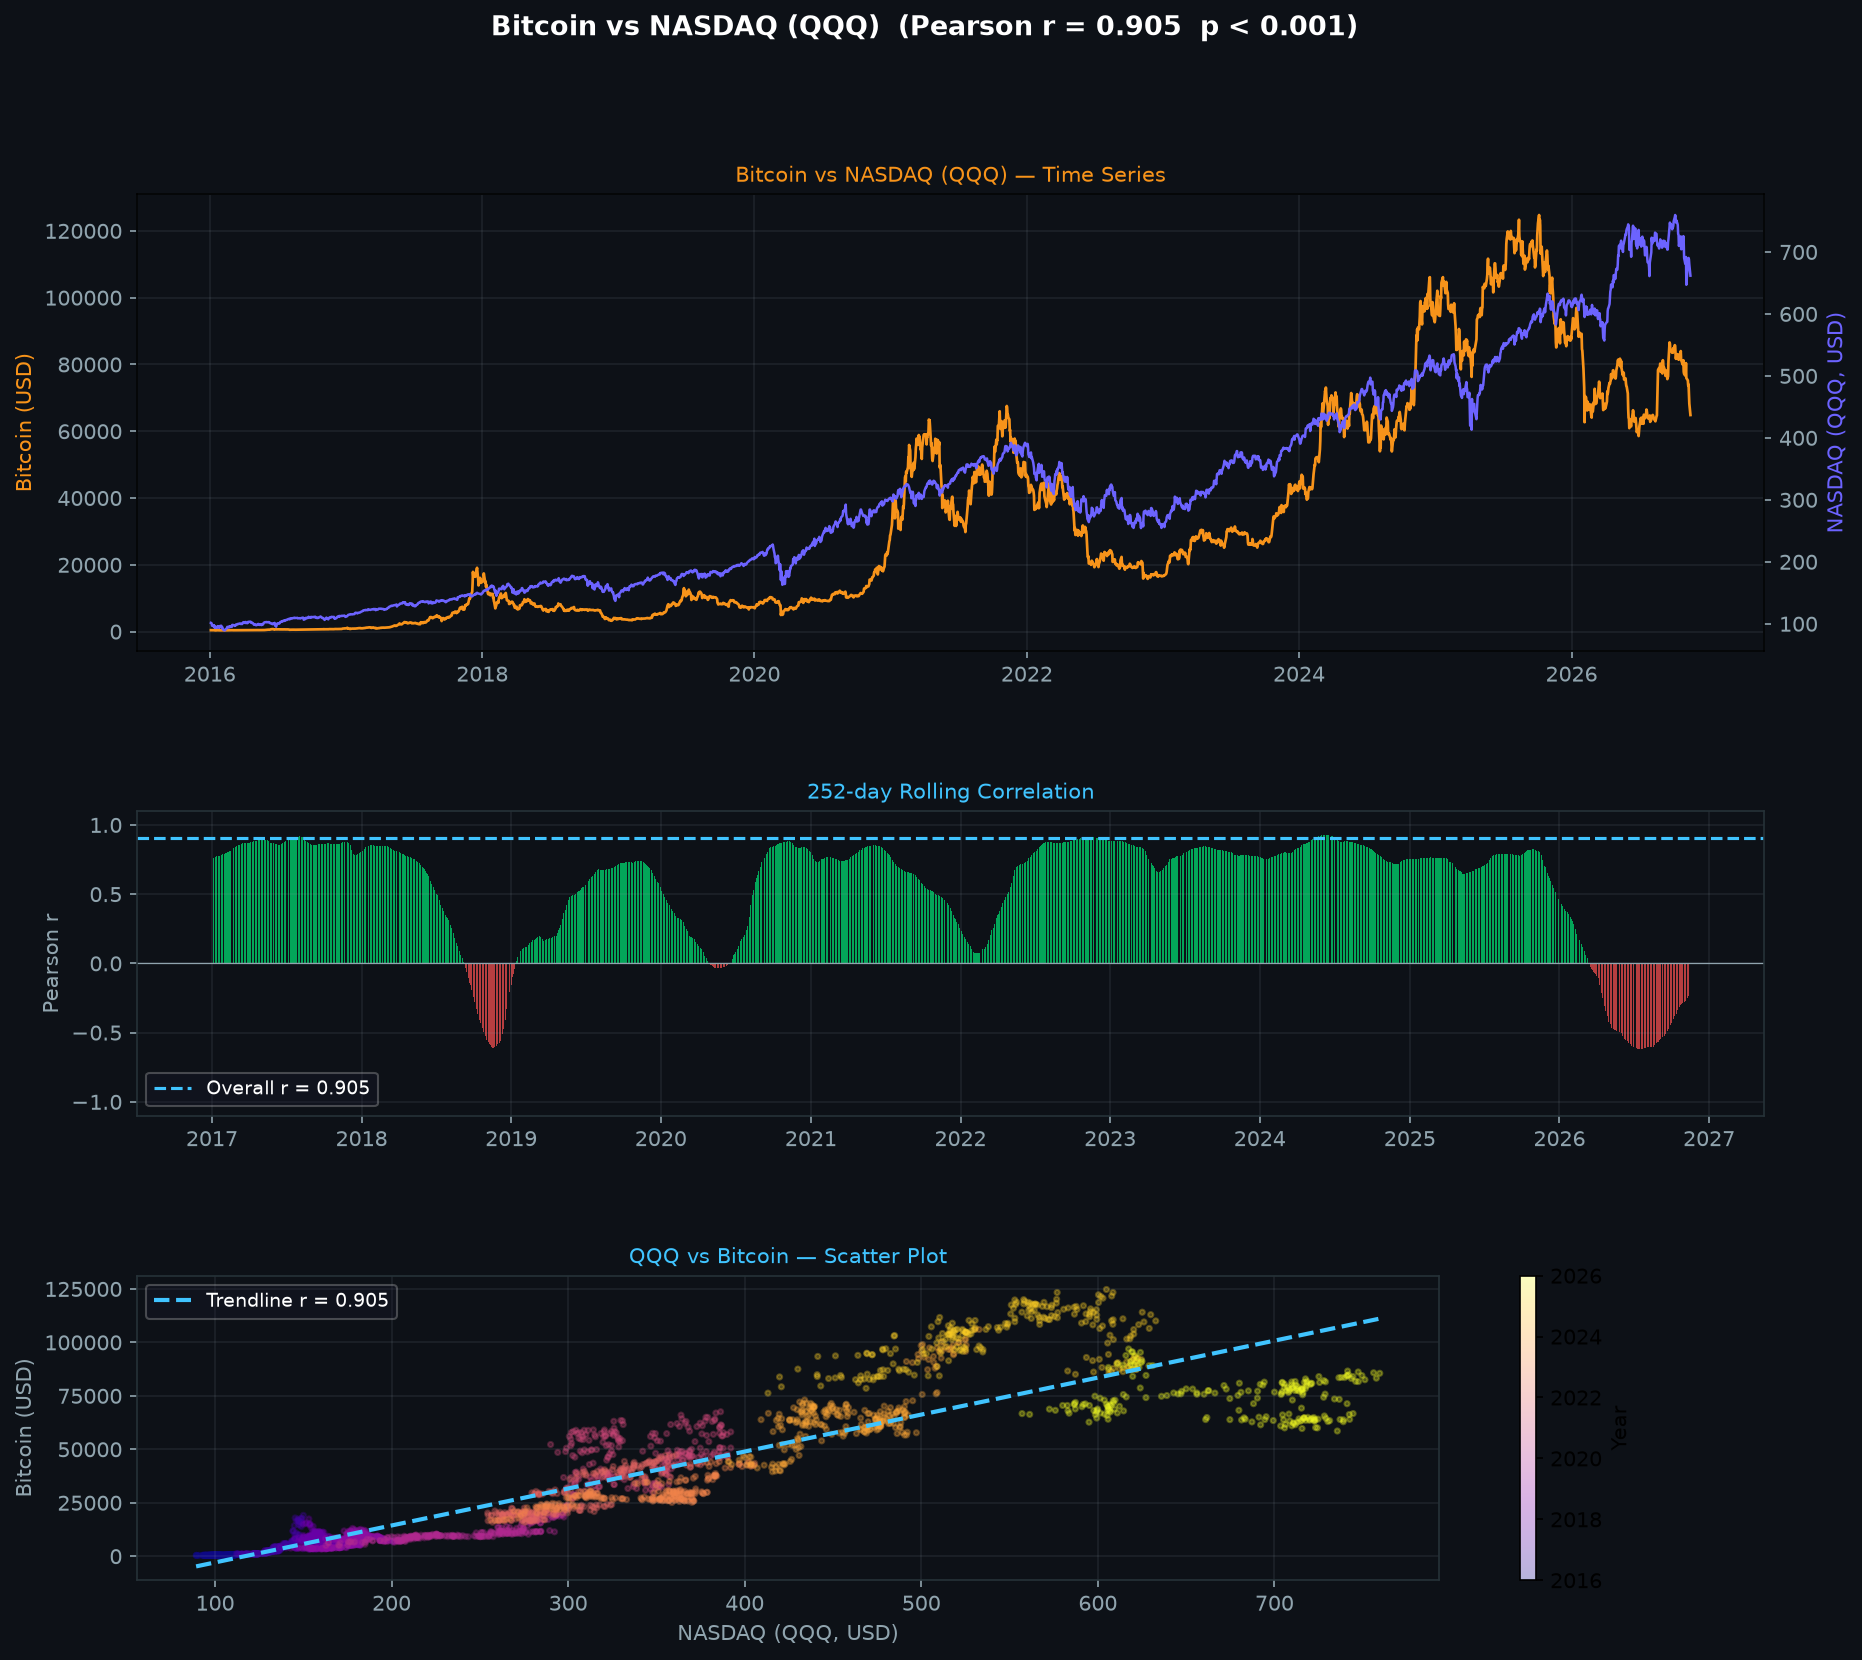 Bitcoin vs NASDAQ (QQQ)  (Pearson r = 0.905  p < 0.001)
Bitcoin vs NASDAQ (QQQ) — Time Series
Bitcoin (USD)
120000
100000
80000
60000
40000
20000
0
700
600
500
400
300
200
100
NASDAQ (QQQ, USD)
2016 2018 2020 2022 2024 2026
252-day Rolling Correlation
Pearson r
1.0
0.5
0.0
−0.5
−1.0
Overall r = 0.905
2017 2018 2019 2020 2021 2022 2023 2024 2025 2026 2027
QQQ vs Bitcoin — Scatter Plot
Bitcoin (USD)
125000
100000
75000
50000
25000
0
Trendline r = 0.905
100 200 300 400 500 600 700
NASDAQ (QQQ, USD)
2026
2024
2022
2020
2018
2016
Year